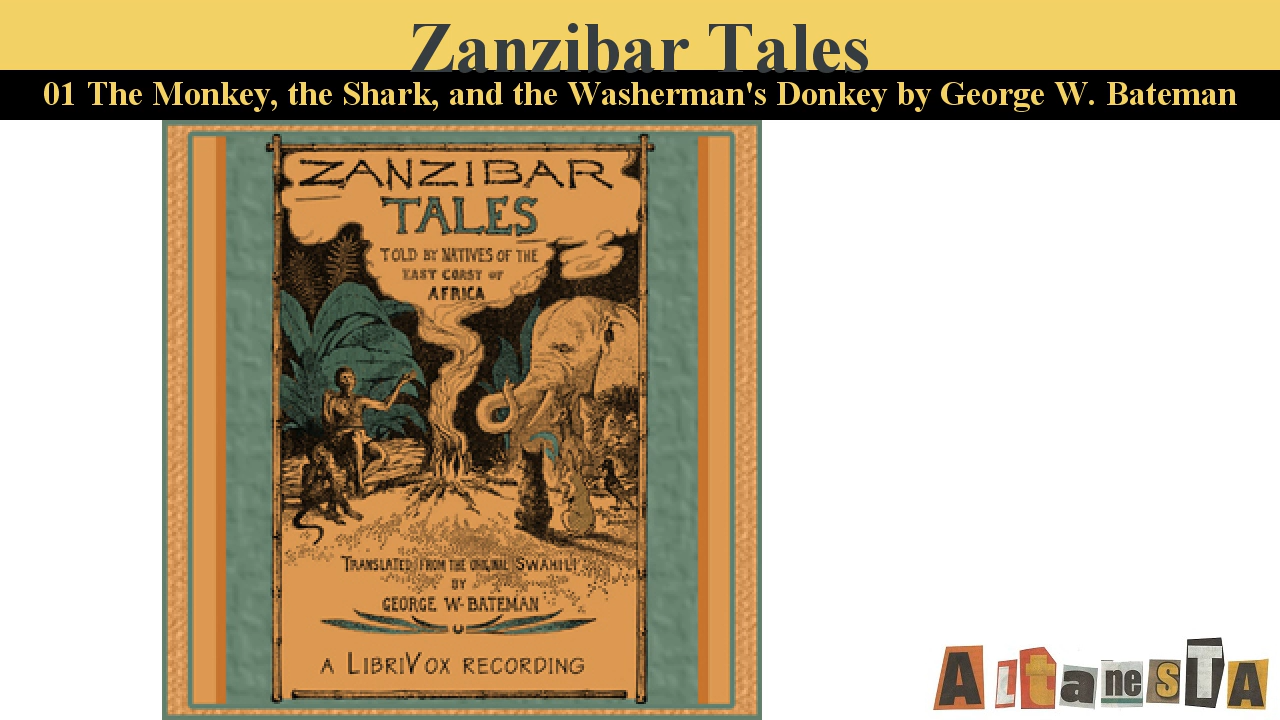 Zanzibar Tales
01 The Monkey, the Shark, and the Washerman's Donkey by George W. Bateman
ZANZIBAR
TALES
TOLD BY NATIVES OF THE
EAST COAST OF
AFRICA
TRANSLATED FROM THE ORIGINAL SWAHILI
BY
GEORGE W. BATEMAN
A LIBRIVOX RECORDING
AltanesTA